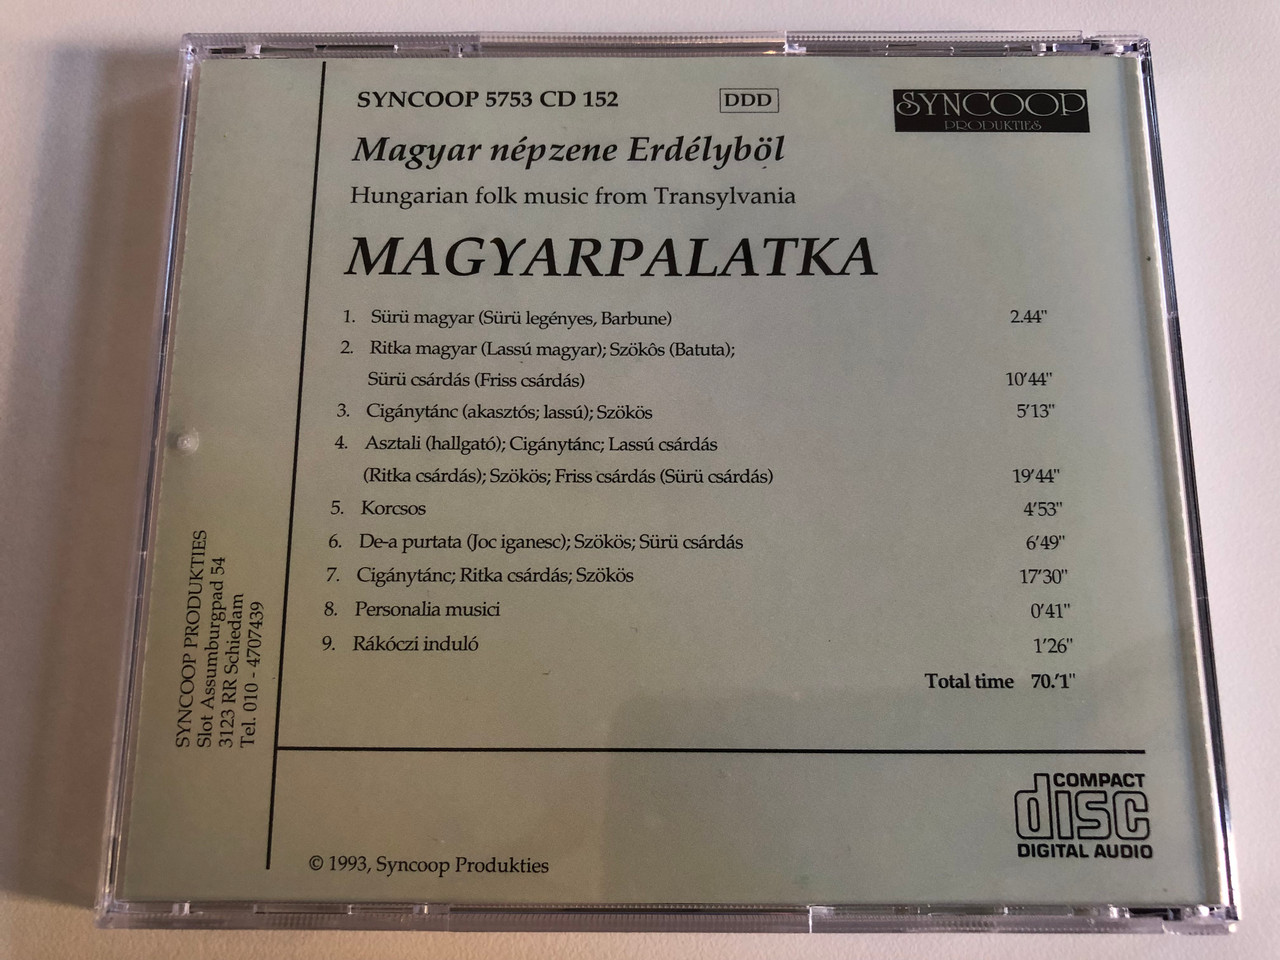 SYNCOOP 5753 CD 152 DDD
SYNCOOP
PRODUKTIES
Magyar népzene Erdélyböl
Hungarian folk music from Transylvania
MAGYARPALATKA
1. Sürü magyar (Sürü legényes, Barbune) 2.44"
2. Ritka magyar (Lassú magyar); Szökôs (Batuta);
Sürü csárdás (Friss csárdás) 10'44"
3. Cigánytánc (akasztós; lassú); Szökös 5'13"
4. Asztali (hallgató); Cigánytánc; Lassú csárdás
(Ritka csárdás); Szökös; Friss csárdás (Sürü csárdás) 19'44"
5. Korcsos 4'53"
6. De-a purtata (Joc iganesc); Szökös; Sürü csárdás 6'49"
7. Cigánytánc; Ritka csárdás; Szökös 17'30"
8. Personalia musici 0'41"
9. Rákóczi induló 1'26"
Total time 70.'1"
SYNCOOP PRODUKTIES
Slot Assumburgpad 54
3123 RR Schiedam
Tel. 010 - 4707439
© 1993, Syncoop Produkties
COMPACT
disc
DIGITAL AUDIO